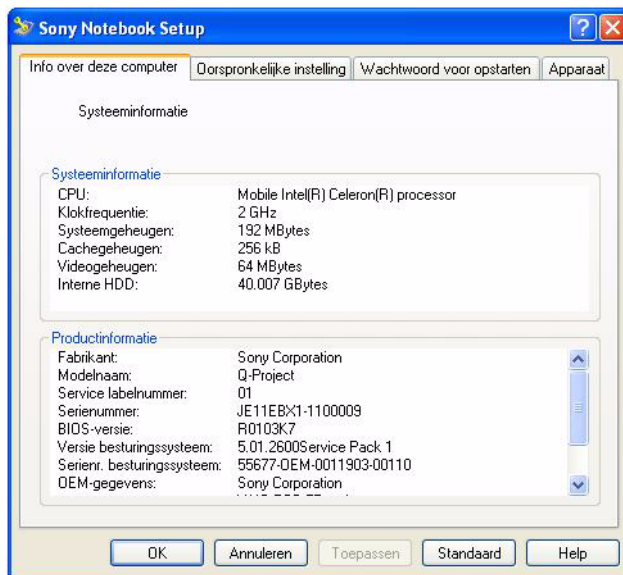 Sony Notebook Setup
Info over deze computer Oorspronkelijke instelling Wachtwoord voor opstarten Apparaat
Systeeminformatie
Systeeminformatie
CPU: Mobile Intel(R) Celeron(R) processor
Klokfrequentie: 2 GHz
Systeemgeheugen: 192 MBytes
Cachegeheugen: 256 kB
Videogeheugen: 64 MBytes
Interne HDD: 40.007 GBytes
Productinformatie
Fabrikant: Sony Corporation
Modelnaam: Q-Project
Service labelnummer: 01
Serienummer: JE11EBX1-1100009
BIOS-versie: R0103K7
Versie besturingssysteem: 5.01.2600Service Pack 1
Serienr. besturingssysteem: 55677-OEM-0011903-00110
OEM-gegevens: Sony Corporation
OK Annuleren Toepassen Standaard Help